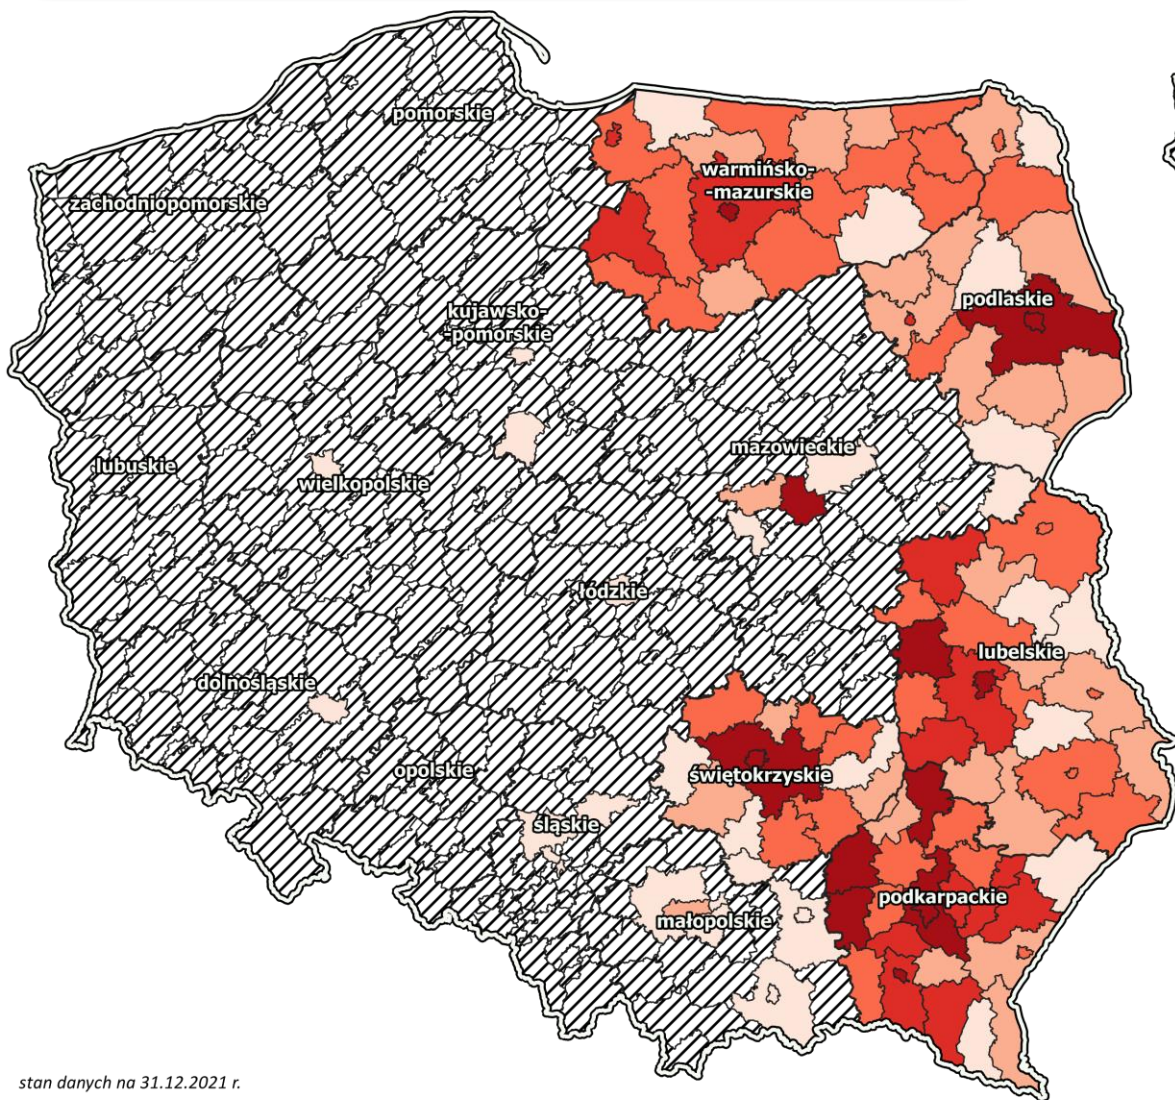 pomorskie
warmińsko-
-mazurskie
zachodniopomorskie
podlaskie
kujawsko-
-pomorskie
mazowieckie
lubuskie
wielkopolskie
łódzkie
lubelskie
dolnośląskie
opolskie
świętokrzyskie
śląskie
podkarpackie
małopolskie
stan danych na 31.12.2021 r.